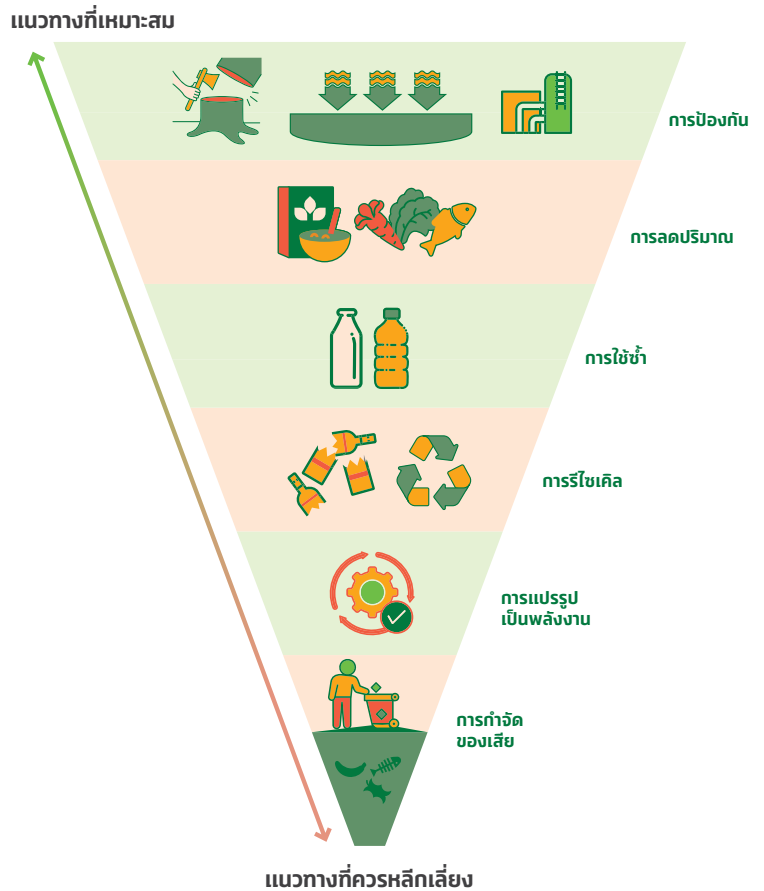 แนวทางที่เหมาะสม
การป้องกัน
การลดปริมาณ
การใช้ซ้ำ
การรีไซเคิล
การแปรรูป
เป็นพลังงาน
การกำจัด
ของเสีย
แนวทางที่ควรหลีกเลี่ยง